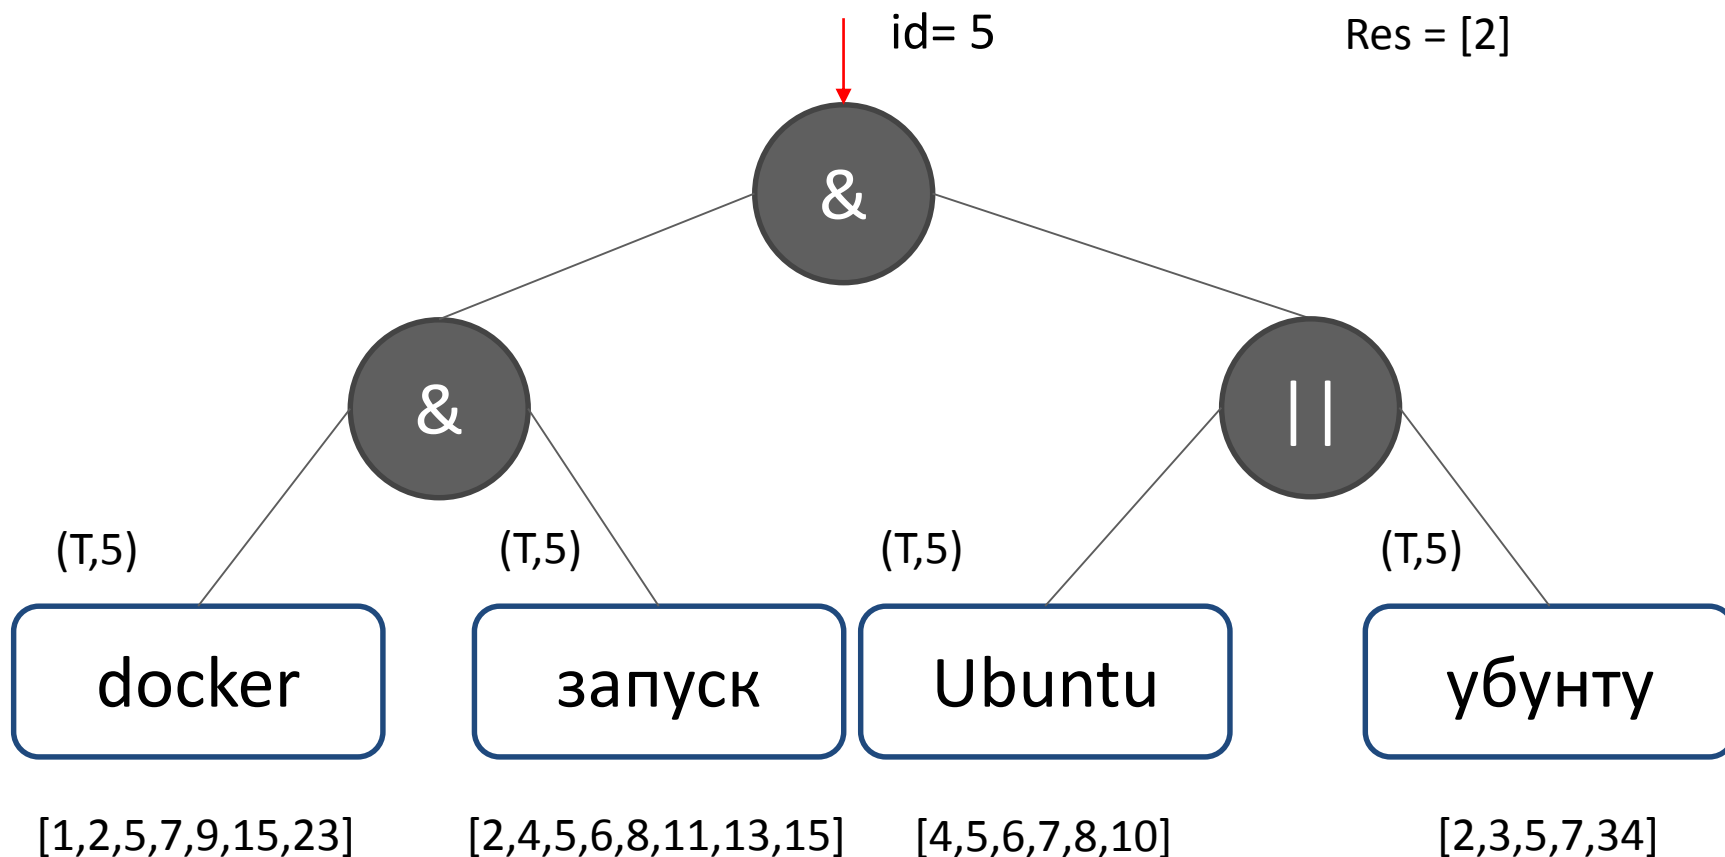 id= 5
Res = [2]
&
&
||
(T,5)
(T,5)
(T,5)
(T,5)
docker
запуск
Ubuntu
убунту
[1,2,5,7,9,15,23]
[2,4,5,6,8,11,13,15]
[4,5,6,7,8,10]
[2,3,5,7,34]